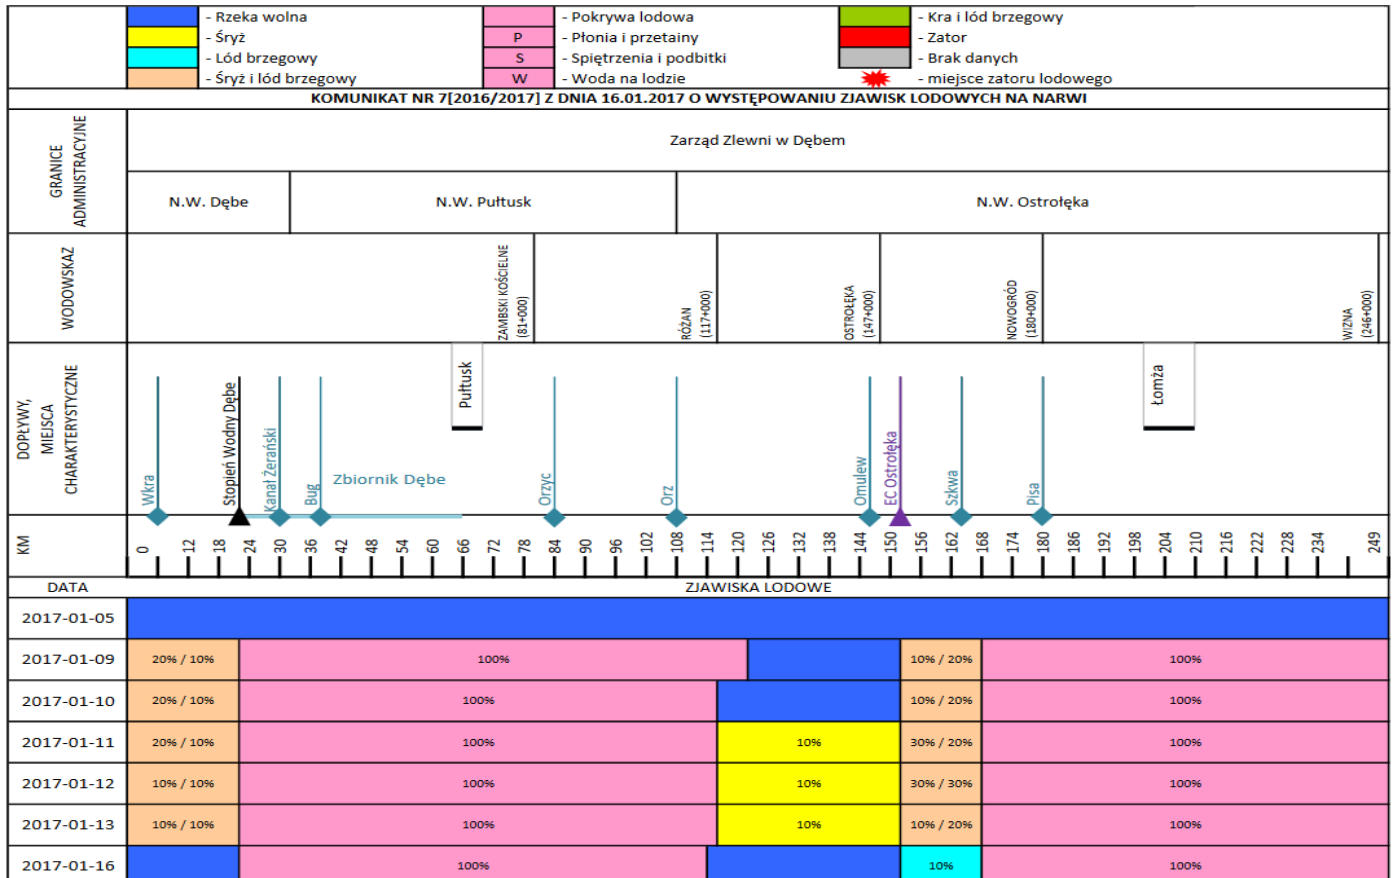 - Rzeka wolna
- Śryż
- Lód brzegowy
- Śryż i lód brzegowy
- Pokrywa lodowa
P - Płonia i przetainy
S - Spiętrzenia i podbitki
W - Woda na lodzie
- Kra i lód brzegowy
- Zator
- Brak danych
- miejsce zatoru lodowego
KOMUNIKAT NR 7[2016/2017] Z DNIA 16.01.2017 O WYSTĘPOWANIU ZJAWISK LODOWYCH NA NARWI
GRANICE
ADMINISTRACYJNE
Zarząd Zlewni w Dębem
N.W. Dębe N.W. Pułtusk N.W. Ostrołęka
WODOWSKAZ
ZAMBSKI KOŚCIELNE
(81+000)
RÓŻAN
(117+000)
OSTROŁĘKA
(147+000)
NOWOGRÓD
(180+000)
WIZNA
(246+000)
DOPŁYWY,
MIEJSCA
CHARAKTERYSTYCZNE
Wkra
Stopień Wodny Dębe
Kanał Żerański
Bug
Zbiornik Dębe
Pułtusk
Orzyc
Orz
Omulew
EC Ostrołęka
Szkwa
Pisa
Łomża
KM 0 12 18 24 30 36 42 48 54 60 66 72 78 84 90 96 102 108 114 120 126 132 138 144 150 156 162 168 174 180 186 192 198 204 210 216 222 228 234 249
DATA ZJAWISKA LODOWE
2017-01-05
2017-01-09 20% / 10% 100% 10% / 20% 100%
2017-01-10 20% / 10% 100% 10% / 20% 100%
2017-01-11 20% / 10% 100% 10% 30% / 20% 100%
2017-01-12 10% / 10% 100% 10% 30% / 30% 100%
2017-01-13 10% / 10% 100% 10% 10% / 20% 100%
2017-01-16 100% 10% 100%